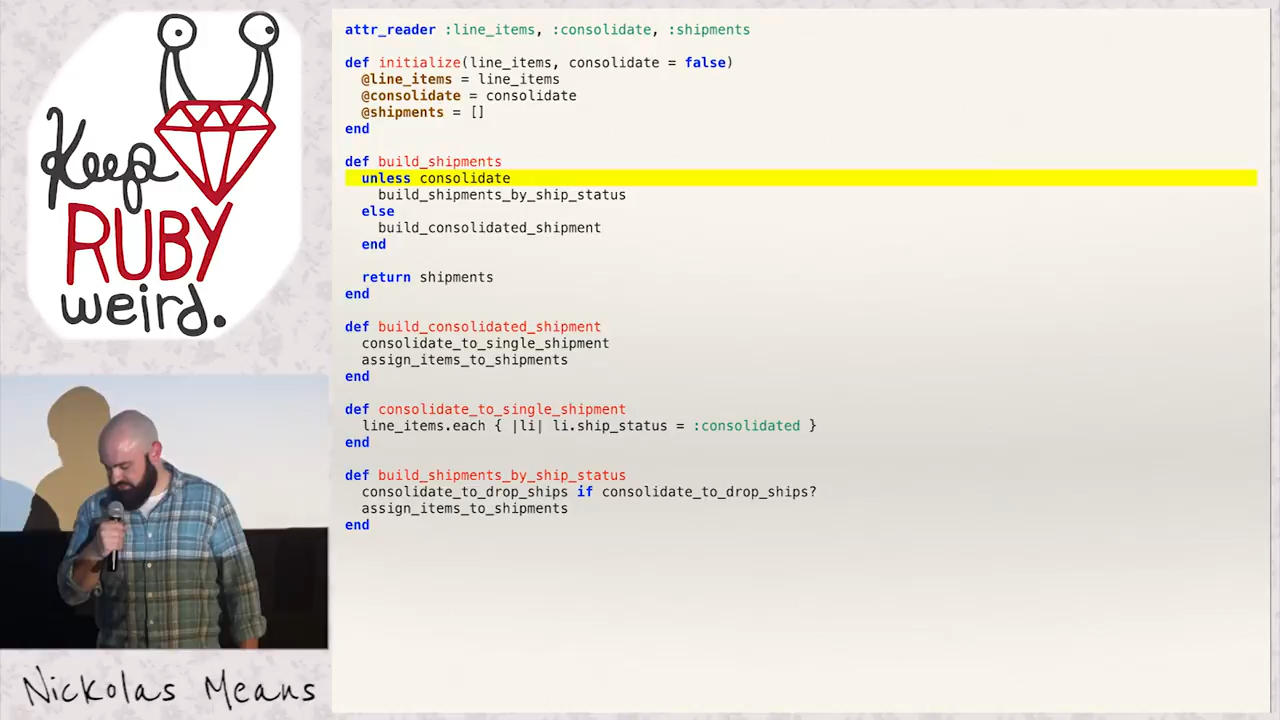 Keep
RUBY
weird.
Nickolas Means
attr_reader :line_items, :consolidate, :shipments
def initialize(line_items, consolidate = false)
@line_items = line_items
@consolidate = consolidate
@shipments = []
end
def build_shipments
unless consolidate
build_shipments_by_ship_status
else
build_consolidated_shipment
end
return shipments
end
def build_consolidated_shipment
consolidate_to_single_shipment
assign_items_to_shipments
end
def consolidate_to_single_shipment
line_items.each { |li| li.ship_status = :consolidated }
end
def build_shipments_by_ship_status
consolidate_to_drop_ships if consolidate_to_drop_ships?
assign_items_to_shipments
end